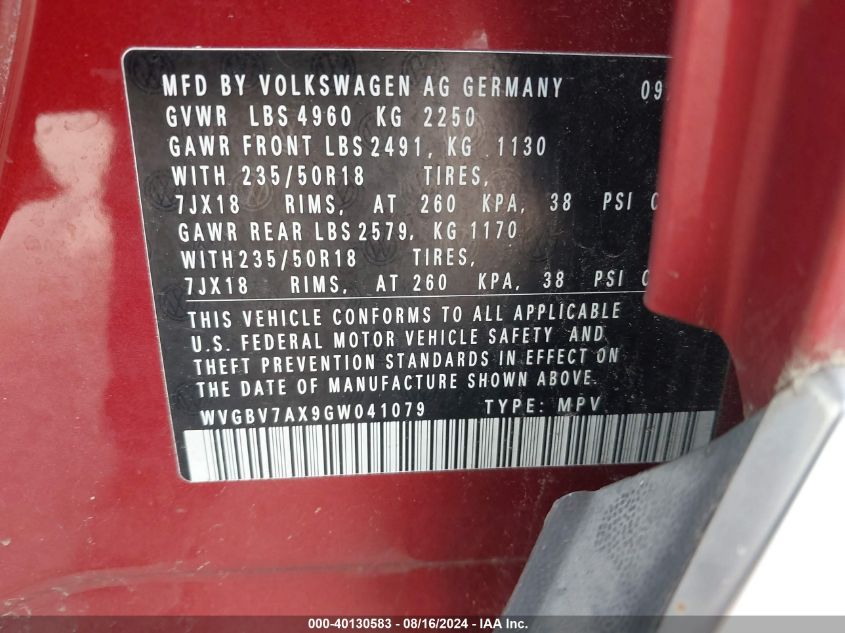 MFD BY VOLKSWAGEN AG GERMANY 09
GVWR LBS 4960 KG 2250
GAWR FRONT LBS 2491, KG 1130
WITH 235/50R18 TIRES,
7JX18 RIMS, AT 260 KPA, 38 PSI
GAWR REAR LBS 2579, KG 1170
WITH235/50R18 TIRES,
7JX18 RIMS, AT 260 KPA, 38 PSI
THIS VEHICLE CONFORMS TO ALL APPLICABLE
U.S. FEDERAL MOTOR VEHICLE SAFETY AND
THEFT PREVENTION STANDARDS IN EFFECT ON
THE DATE OF MANUFACTURE SHOWN ABOVE.
WVGBV7AX9GW041079 TYPE: MPV
000-40130583 - 08/16/2024 - IAA Inc.